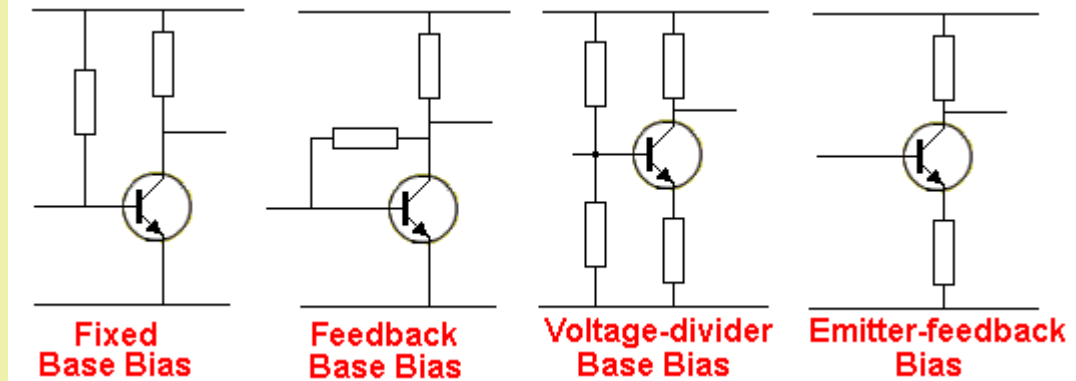 Fixed
Base Bias
Feedback
Base Bias
Voltage-divider
Base Bias
Emitter-feedback
Bias